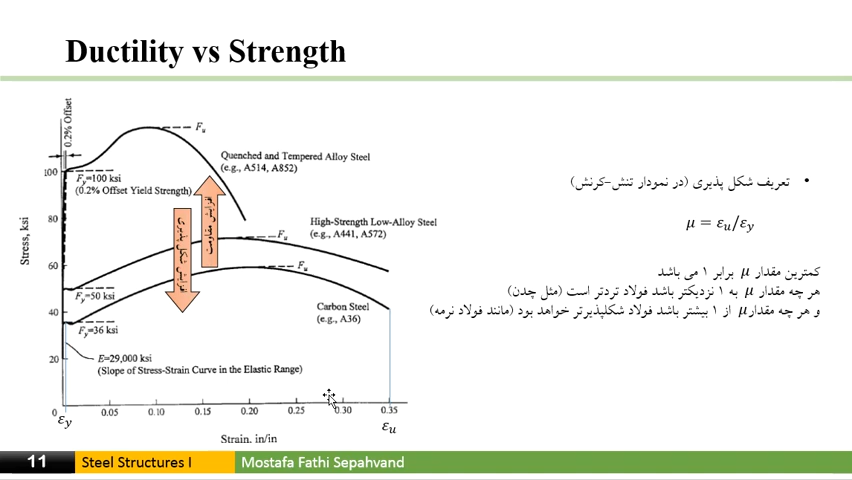 Ductility vs Strength
0.2% Offset
F_u
Quenched and Tempered Alloy Steel
(e.g., A514, A852)
100
F_y=100 ksi
(0.2% Offset Yield Strength)
افزایش مقاومت
افزایش شکل پذیری
80
High-Strength Low-Alloy Steel
(e.g., A441, A572)
F_u
Stress, ksi
60
F_u
F_y=50 ksi
Carbon Steel
(e.g., A36)
40
F_y=36 ksi
20
E=29,000 ksi
(Slope of Stress-Strain Curve in the Elastic Range)
0 0.05 0.10 0.15 0.20 0.25 0.30 0.35
ε_y ε_u
Strain. in/in
• تعریف شکل پذیری (در نمودار تنش-کرنش)
μ = ε_u/ε_y
کمترین مقدار μ برابر ۱ می باشد
هر چه مقدار μ به ۱ نزدیکتر باشد فولاد تردتر است (مثل چدن)
و هر چه مقدار μ از ۱ بیشتر باشد فولاد شکلپذیرتر خواهد بود (مانند فولاد نرمه)
11 Steel Structures I Mostafa Fathi Sepahvand